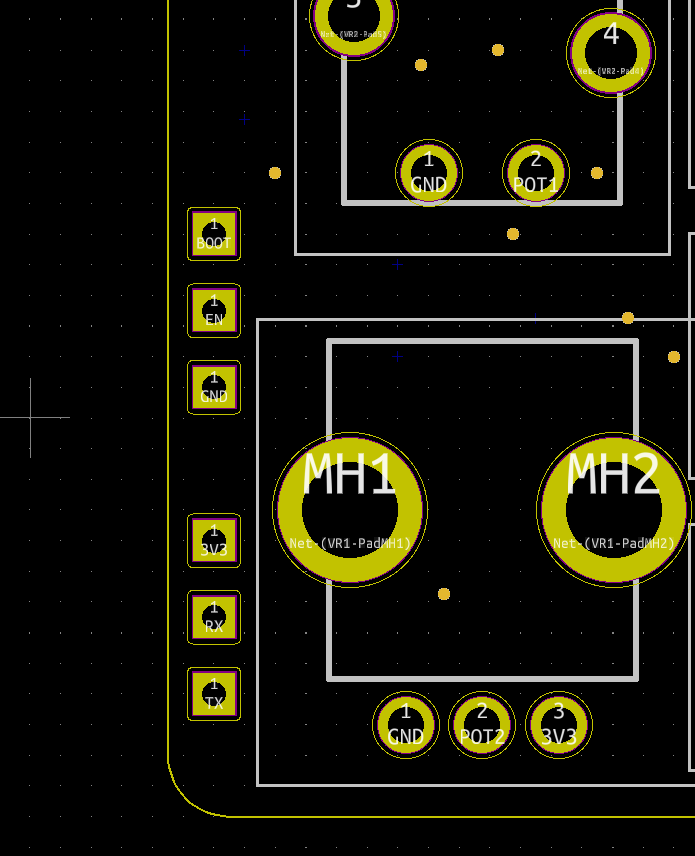 Net-(VR2-Pad5)
4
Net-(VR2-Pad4)
1
GND
2
POT1
1
BOOT
1
EN
1
GND
MH1
Net-(VR1-PadMH1)
MH2
Net-(VR1-PadMH2)
1
3V3
1
RX
1
TX
1
GND
2
POT2
3
3V3